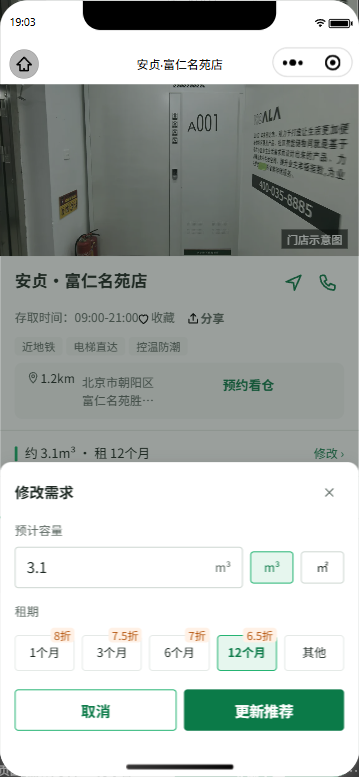 19:03
安贞·富仁名苑店
A001
ALA
400-035-8885
门店示意图
安贞·富仁名苑店
存取时间：09:00-21:00
收藏
分享
近地铁
电梯直达
控温防潮
1.2km
北京市朝阳区
富仁名苑胜…
预约看仓
约 3.1m³ · 租 12个月
修改 ›
修改需求
×
预计容量
3.1
m³
m³
㎡
租期
8折
7.5折
7折
6.5折
1个月
3个月
6个月
12个月
其他
取消
更新推荐